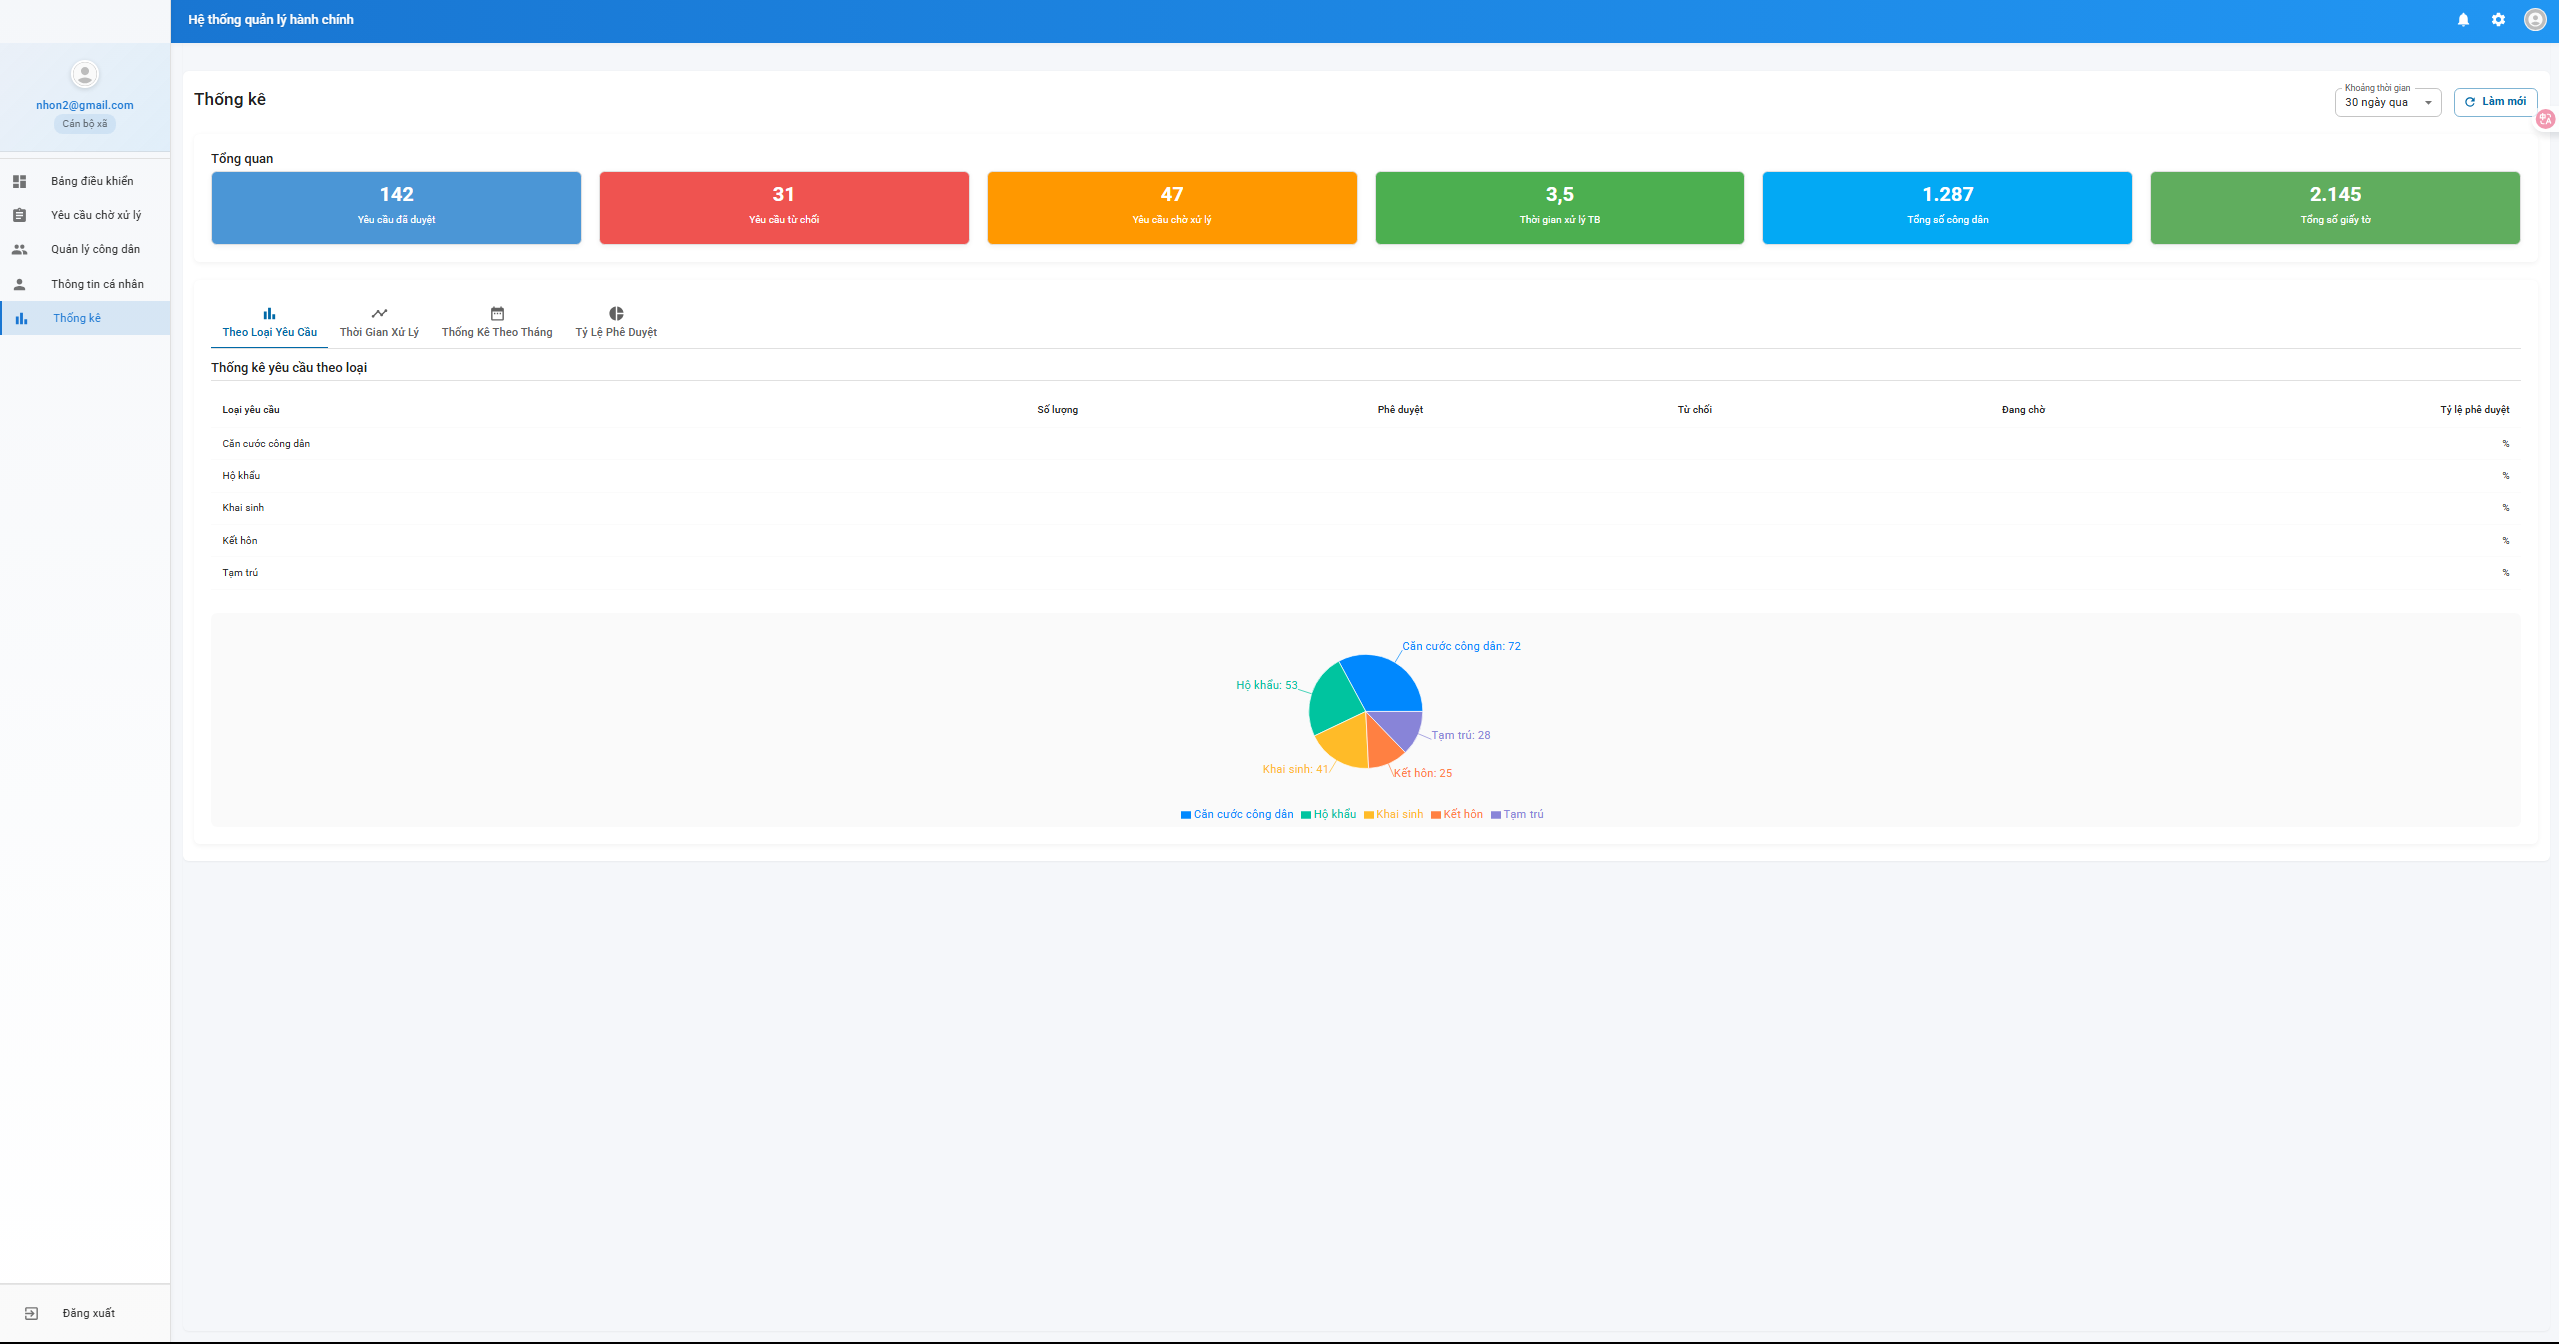 Hệ thống quản lý hành chính
nhon2@gmail.com
Cán bộ xã
Bảng điều khiển
Yêu cầu chờ xử lý
Quản lý công dân
Thông tin cá nhân
Thống kê
Đăng xuất
Thống kê
Khoảng thời gian
30 ngày qua
Làm mới
Tổng quan
142
Yêu cầu đã duyệt
31
Yêu cầu từ chối
47
Yêu cầu chờ xử lý
3,5
Thời gian xử lý TB
1.287
Tổng số công dân
2.145
Tổng số giấy tờ
Theo Loại Yêu Cầu
Thời Gian Xử Lý
Thống Kê Theo Tháng
Tỷ Lệ Phê Duyệt
Thống kê yêu cầu theo loại
Loại yêu cầu Số lượng Phê duyệt Từ chối Đang chờ Tỷ lệ phê duyệt
Căn cước công dân %
Hộ khẩu %
Khai sinh %
Kết hôn %
Tạm trú %
Căn cước công dân: 72
Hộ khẩu: 53
Tạm trú: 28
Khai sinh: 41
Kết hôn: 25
Căn cước công dân Hộ khẩu Khai sinh Kết hôn Tạm trú